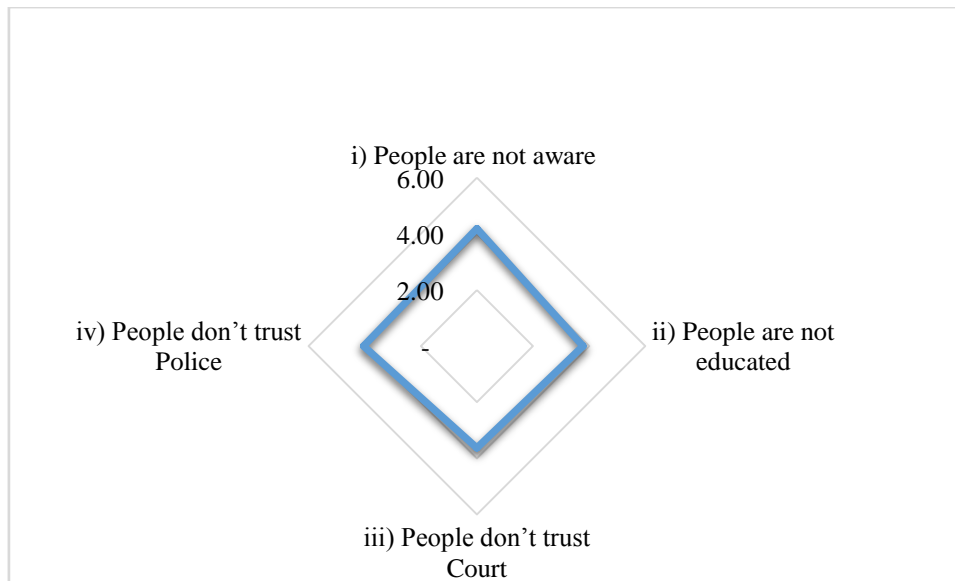 i) People are not aware
6.00
4.00
2.00
-
iv) People don’t trust
Police
ii) People are not
educated
iii) People don’t trust
Court